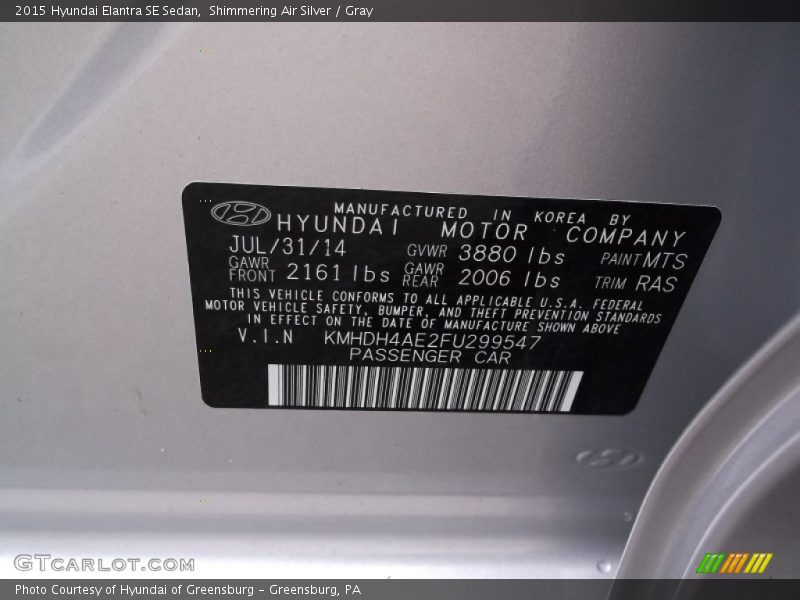 2015 Hyundai Elantra SE Sedan, Shimmering Air Silver / Gray
MANUFACTURED IN KOREA BY
HYUNDAI MOTOR COMPANY
JUL/31/14 GVWR 3880 lbs PAINT MTS
GAWR FRONT 2161 lbs GAWR REAR 2006 lbs TRIM RAS
THIS VEHICLE CONFORMS TO ALL APPLICABLE U.S.A. FEDERAL
MOTOR VEHICLE SAFETY, BUMPER, AND THEFT PREVENTION STANDARDS
IN EFFECT ON THE DATE OF MANUFACTURE SHOWN ABOVE
V.I.N KMHDH4AE2FU299547
PASSENGER CAR
GTCARLOT.COM
Photo Courtesy of Hyundai of Greensburg - Greensburg, PA